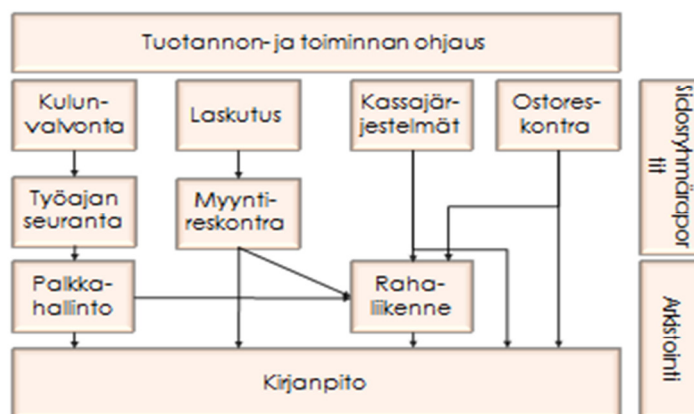 Tuotannon- ja toiminnan ohjaus
Kulun-
valvonta
Laskutus
Kassajär-
jestelmät
Ostores-
kontra
Sidosryhmärapor
tit
Työajan
seuranta
Myynti-
reskontra
Palkka-
hallinto
Raha-
liikenne
Arkistointi
Kirjanpito